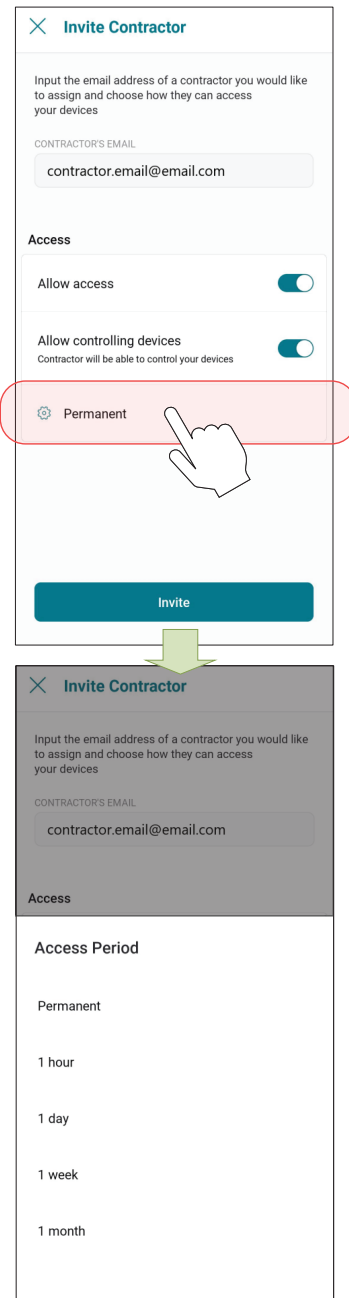 Invite Contractor
Input the email address of a contractor you would like
to assign and choose how they can access
your devices
CONTRACTOR'S EMAIL
contractor.email@email.com
Access
Allow access
Allow controlling devices
Contractor will be able to control your devices
Permanent
Invite
Invite Contractor
Input the email address of a contractor you would like
to assign and choose how they can access
your devices
CONTRACTOR'S EMAIL
contractor.email@email.com
Access
Access Period
Permanent
1 hour
1 day
1 week
1 month